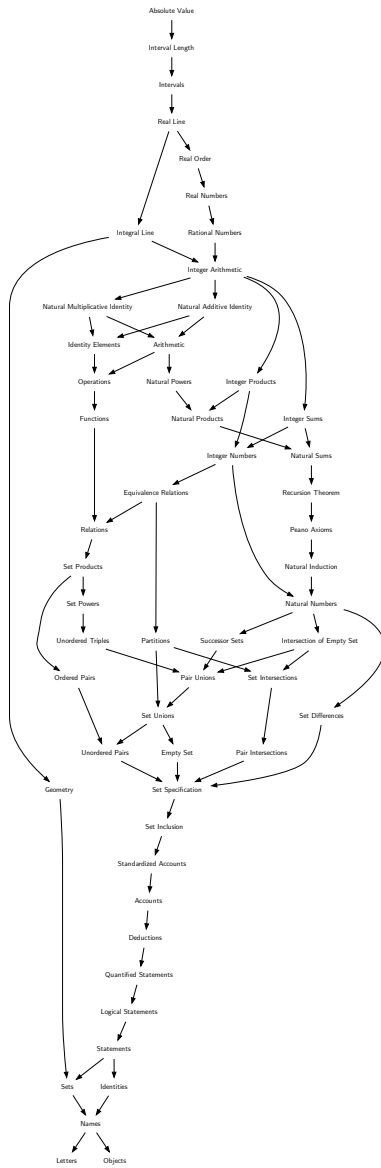 Absolute Value
Interval Length
Intervals
Real Line
Real Order
Real Numbers
Integral Line
Rational Numbers
Integer Arithmetic
Natural Multiplicative Identity
Natural Additive Identity
Identity Elements
Arithmetic
Operations
Natural Powers
Integer Products
Functions
Natural Products
Integer Sums
Integer Numbers
Natural Sums
Equivalence Relations
Recursion Theorem
Relations
Peano Axioms
Set Products
Natural Induction
Set Powers
Natural Numbers
Unordered Triples
Partitions
Successor Sets
Intersection of Empty Set
Ordered Pairs
Pair Unions
Set Intersections
Set Unions
Set Differences
Unordered Pairs
Empty Set
Pair Intersections
Geometry
Set Specification
Set Inclusion
Standardized Accounts
Accounts
Deductions
Quantified Statements
Logical Statements
Statements
Sets
Identities
Names
Letters
Objects